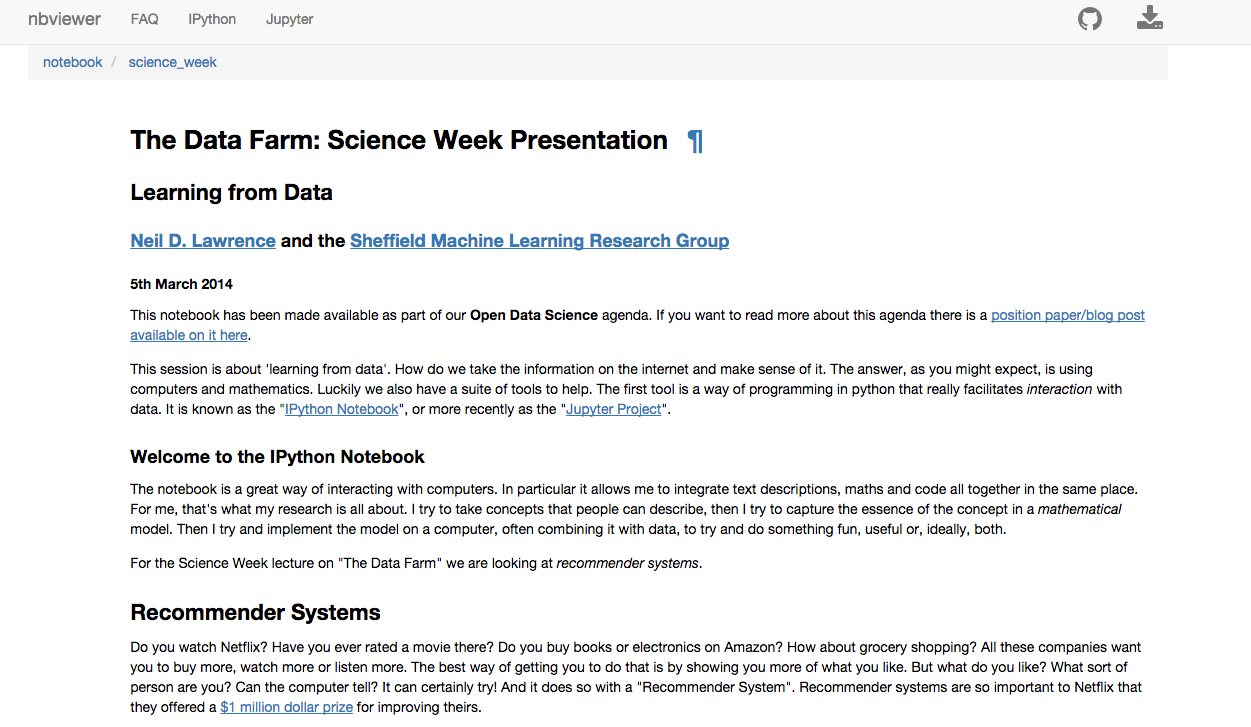 nbviewer FAQ IPython Jupyter
notebook / science_week
The Data Farm: Science Week Presentation ¶
Learning from Data
Neil D. Lawrence and the Sheffield Machine Learning Research Group
5th March 2014
This notebook has been made available as part of our Open Data Science agenda. If you want to read more about this agenda there is a position paper/blog post
available on it here.
This session is about 'learning from data'. How do we take the information on the internet and make sense of it. The answer, as you might expect, is using
computers and mathematics. Luckily we also have a suite of tools to help. The first tool is a way of programming in python that really facilitates interaction with
data. It is known as the "IPython Notebook", or more recently as the "Jupyter Project".
Welcome to the IPython Notebook
The notebook is a great way of interacting with computers. In particular it allows me to integrate text descriptions, maths and code all together in the same place.
For me, that's what my research is all about. I try to take concepts that people can describe, then I try to capture the essence of the concept in a mathematical
model. Then I try and implement the model on a computer, often combining it with data, to try and do something fun, useful or, ideally, both.
For the Science Week lecture on "The Data Farm" we are looking at recommender systems.
Recommender Systems
Do you watch Netflix? Have you ever rated a movie there? Do you buy books or electronics on Amazon? How about grocery shopping? All these companies want
you to buy more, watch more or listen more. The best way of getting you to do that is by showing you more of what you like. But what do you like? What sort of
person are you? Can the computer tell? It can certainly try! And it does so with a "Recommender System". Recommender systems are so important to Netflix that
they offered a $1 million dollar prize for improving theirs.